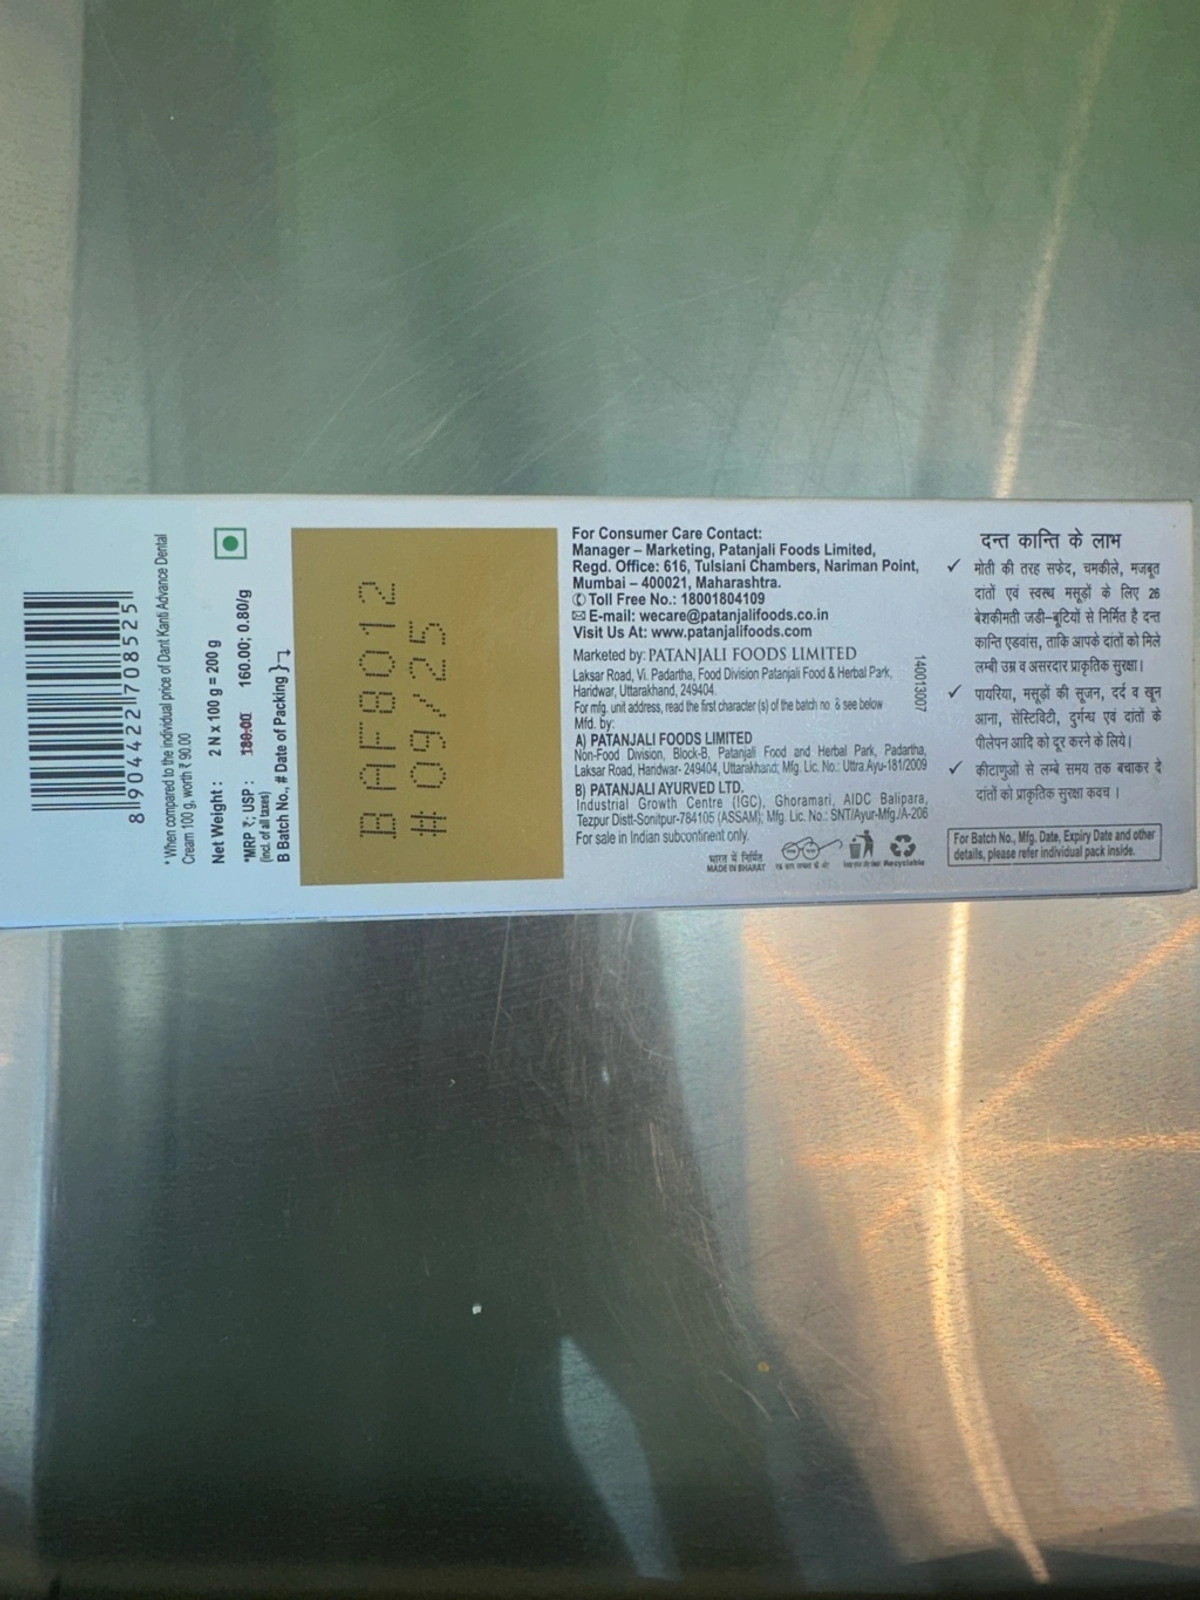 8904422708525
*When compared to the individual price of Dant Kanti Advance Dental
Cream 100 g, worth ₹ 90.00
Net Weight : 2 N x 100 g = 200 g
*MRP ₹; USP : 180.00 160.00; 0.80/g
(incl. of all taxes)
B Batch No., # Date of Packing }
B AF8012
# 09/25
For Consumer Care Contact:
Manager – Marketing, Patanjali Foods Limited,
Regd. Office: 616, Tulsiani Chambers, Nariman Point,
Mumbai – 400021, Maharashtra.
✆ Toll Free No.: 18001804109
✉ E-mail: wecare@patanjalifoods.co.in
Visit Us At: www.patanjalifoods.com
Marketed by: PATANJALI FOODS LIMITED
Laksar Road, Vi. Padartha, Food Division Patanjali Food & Herbal Park,
Haridwar, Uttarakhand, 249404.
For mfg. unit address, read the first character (s) of the batch no & see below
Mfd. by:
A) PATANJALI FOODS LIMITED
Non-Food Division, Block-B, Patanjali Food and Herbal Park, Padartha,
Laksar Road, Haridwar- 249404, Uttarakhand; Mfg. Lic. No.: Uttra.Ayu-181/2009
B) PATANJALI AYURVED LTD.
Industrial Growth Centre (IGC), Ghoramari, AIDC Balipara,
Tezpur Distt-Sonitpur-784105 (ASSAM); Mfg. Lic. No.: SNT/Ayur-Mfg./A-206
For sale in Indian subcontinent only.
भारत में निर्मित
MADE IN BHARAT
Recyclable
140013007
दन्त कान्ति के लाभ
✓ मोती की तरह सफेद, चमकीले, मजबूत
दांतों एवं स्वस्थ मसूड़ों के लिए 26
बेशकीमती जडी–बूटियों से निर्मित है दन्त
कान्ति एडवांस, ताकि आपके दांतों को मिले
लम्बी उम्र व असरदार प्राकृतिक सुरक्षा।
✓ पायरिया, मसूड़ों की सूजन, दर्द व खून
आना, सेंस्टिविटी, दुर्गन्ध एवं दांतों के
पीलेपन आदि को दूर करने के लिये।
✓ कीटाणुओं से लम्बे समय तक बचाकर दे
दांतों को प्राकृतिक सुरक्षा कवच ।
For Batch No., Mfg. Date, Expiry Date and other
details, please refer individual pack inside.